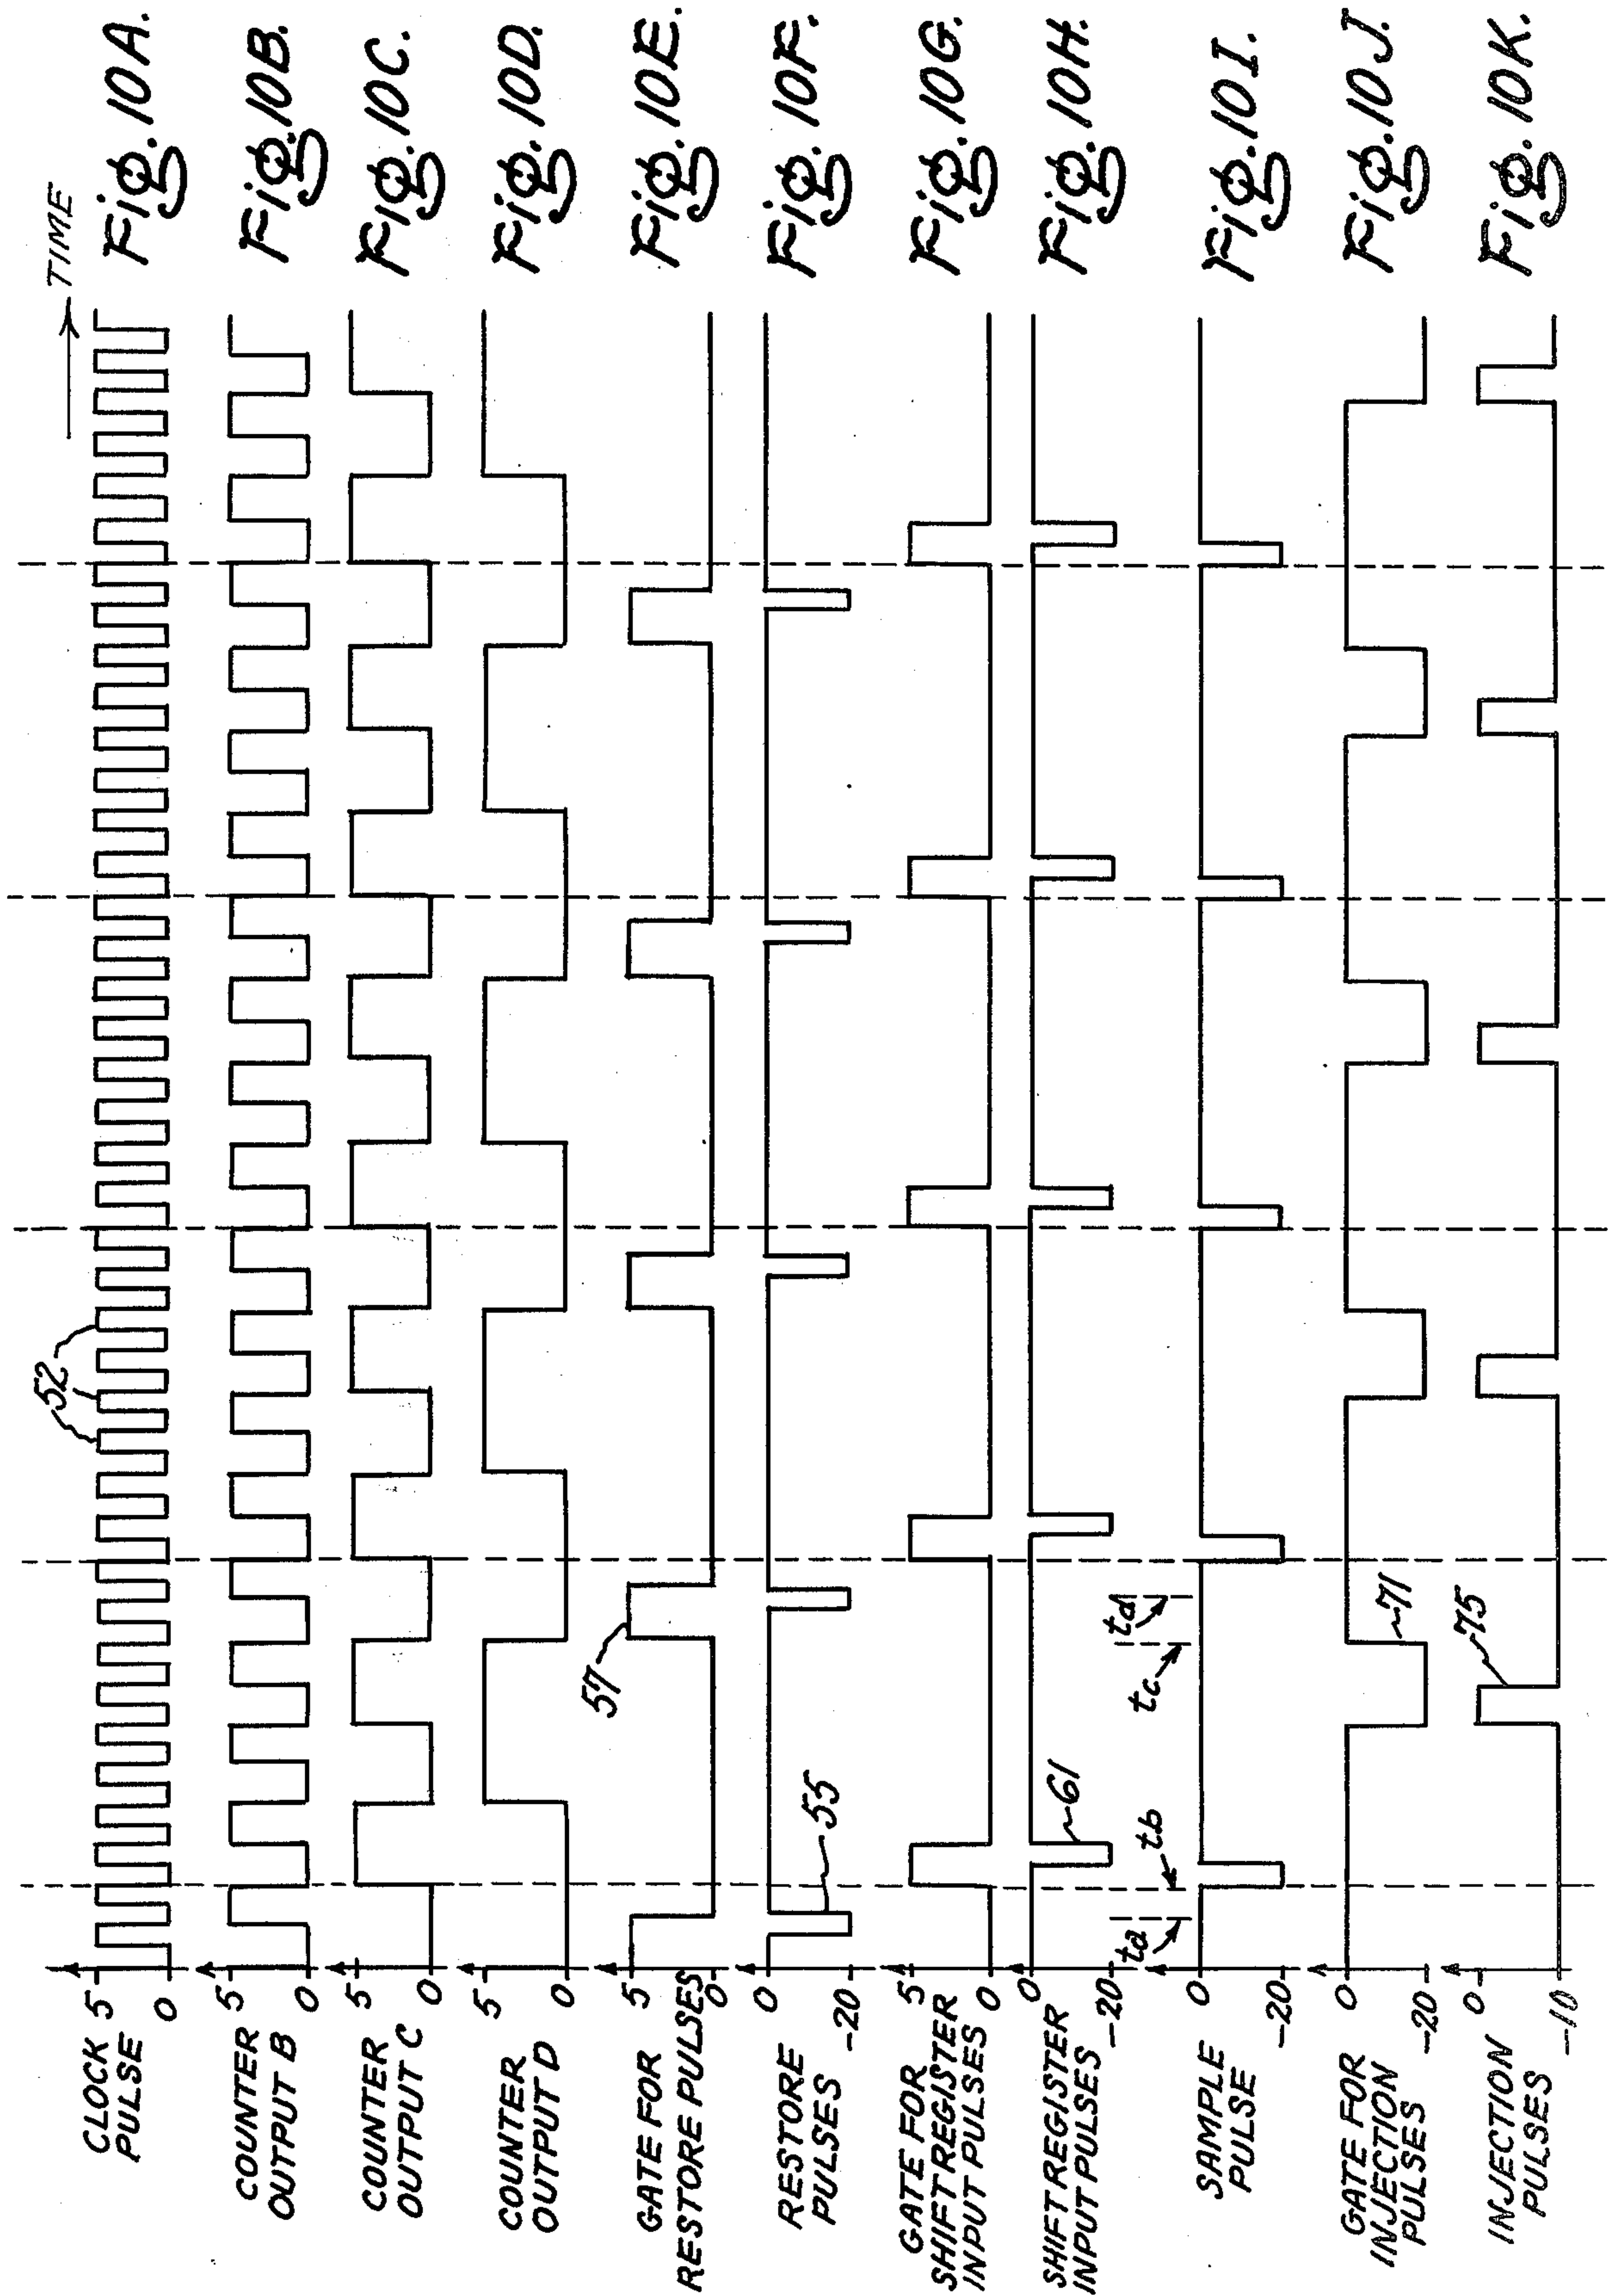 TIME
CLOCK
PULSE
5
0
52
Fig. 10A.
COUNTER
OUTPUT B
5
0
Fig. 10B.
COUNTER
OUTPUT C
5
0
Fig. 10C.
COUNTER
OUTPUT D
5
0
Fig. 10D.
GATE FOR
RESTORE PULSES
5
0
57
Fig. 10E.
RESTORE
PULSES
0
-20
55
Fig. 10F.
GATE FOR
SHIFT REGISTER
INPUT PULSES
5
0
Fig. 10G.
SHIFT REGISTER
INPUT PULSES
0
-20
61
Fig. 10H.
ta
tb
tc
td
SAMPLE
PULSE
0
-20
Fig. 10I.
GATE FOR
INJECTION
PULSES
0
-20
71
Fig. 10J.
INJECTION
PULSES
0
-10
75
Fig. 10K.